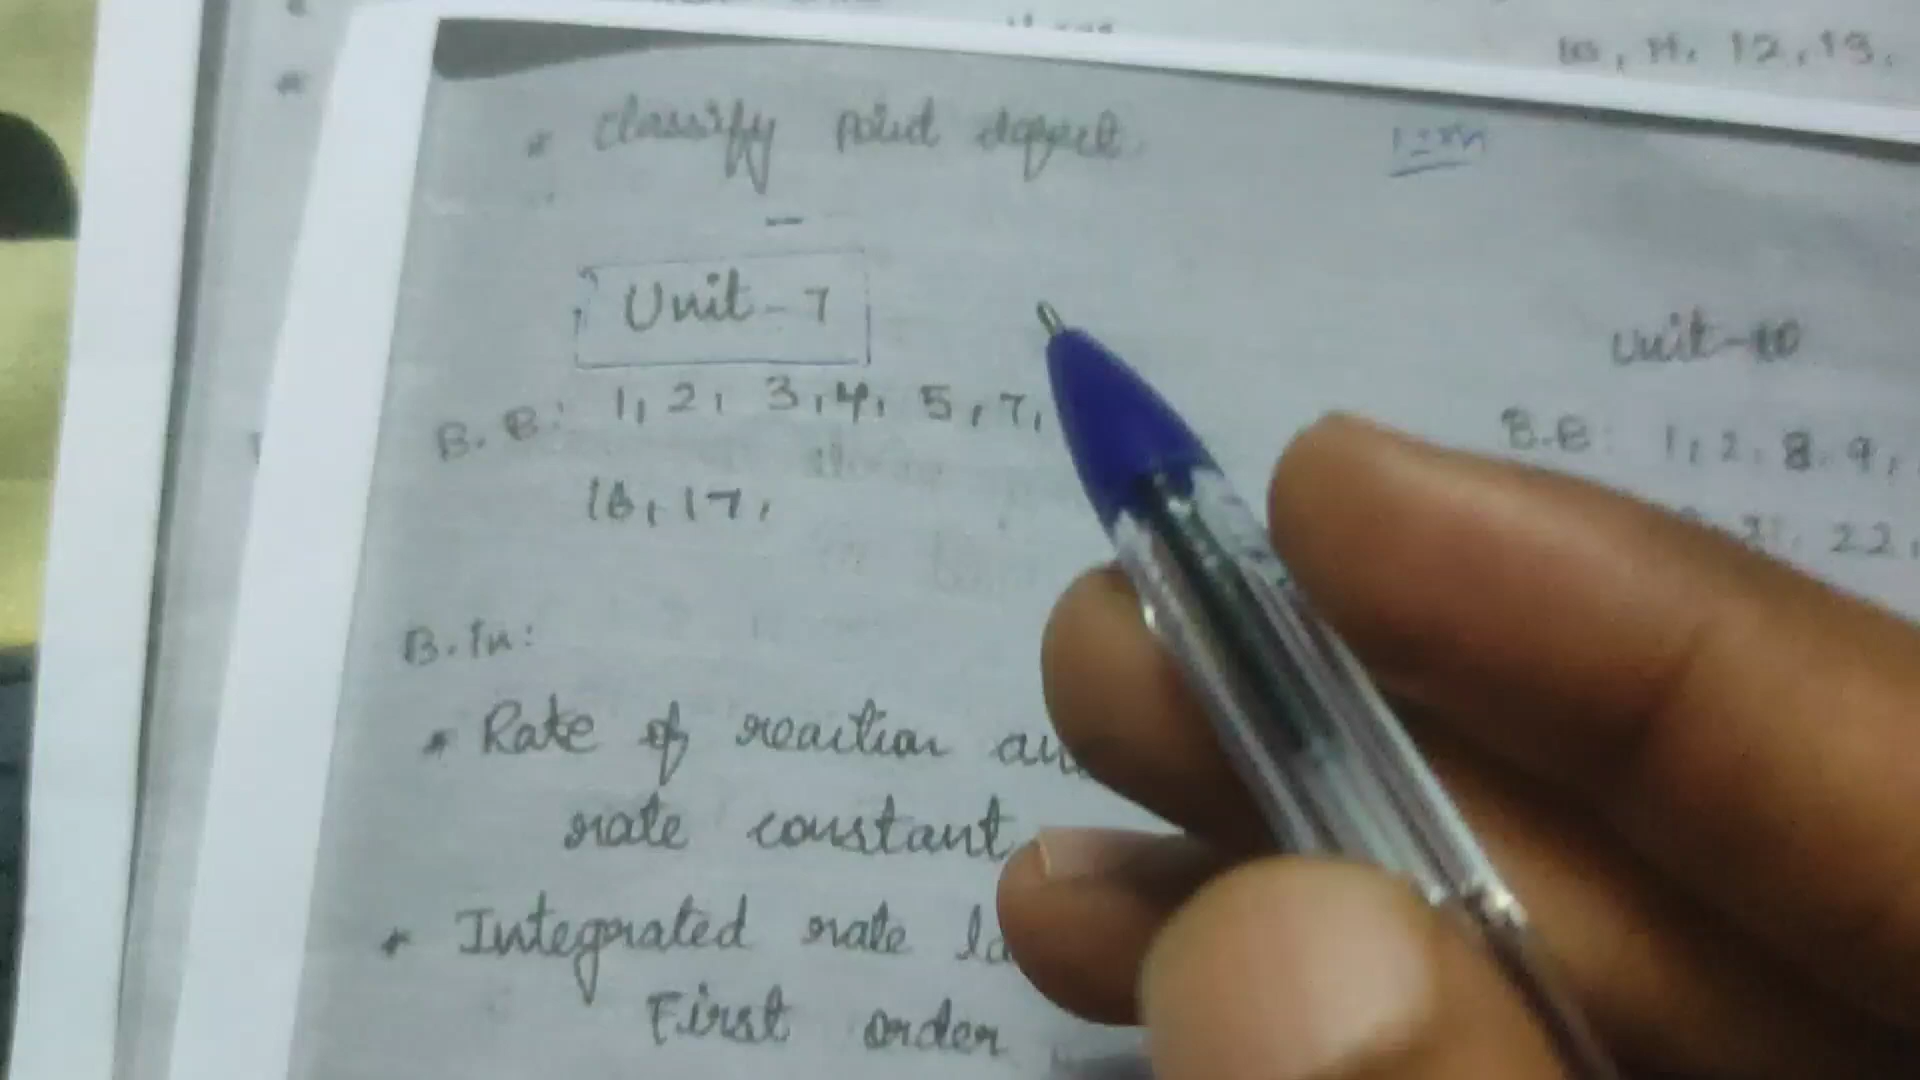 10, 11, 12, 13,
* Classify point defect.
Unit-7
B.B: 1, 2, 3, 4, 5, 7,
16, 17,
B.In:
* Rate of reaction
rate constant
* Integrated rate
First order
Unit-10
B.B: 1, 2, 8, 9,
22,